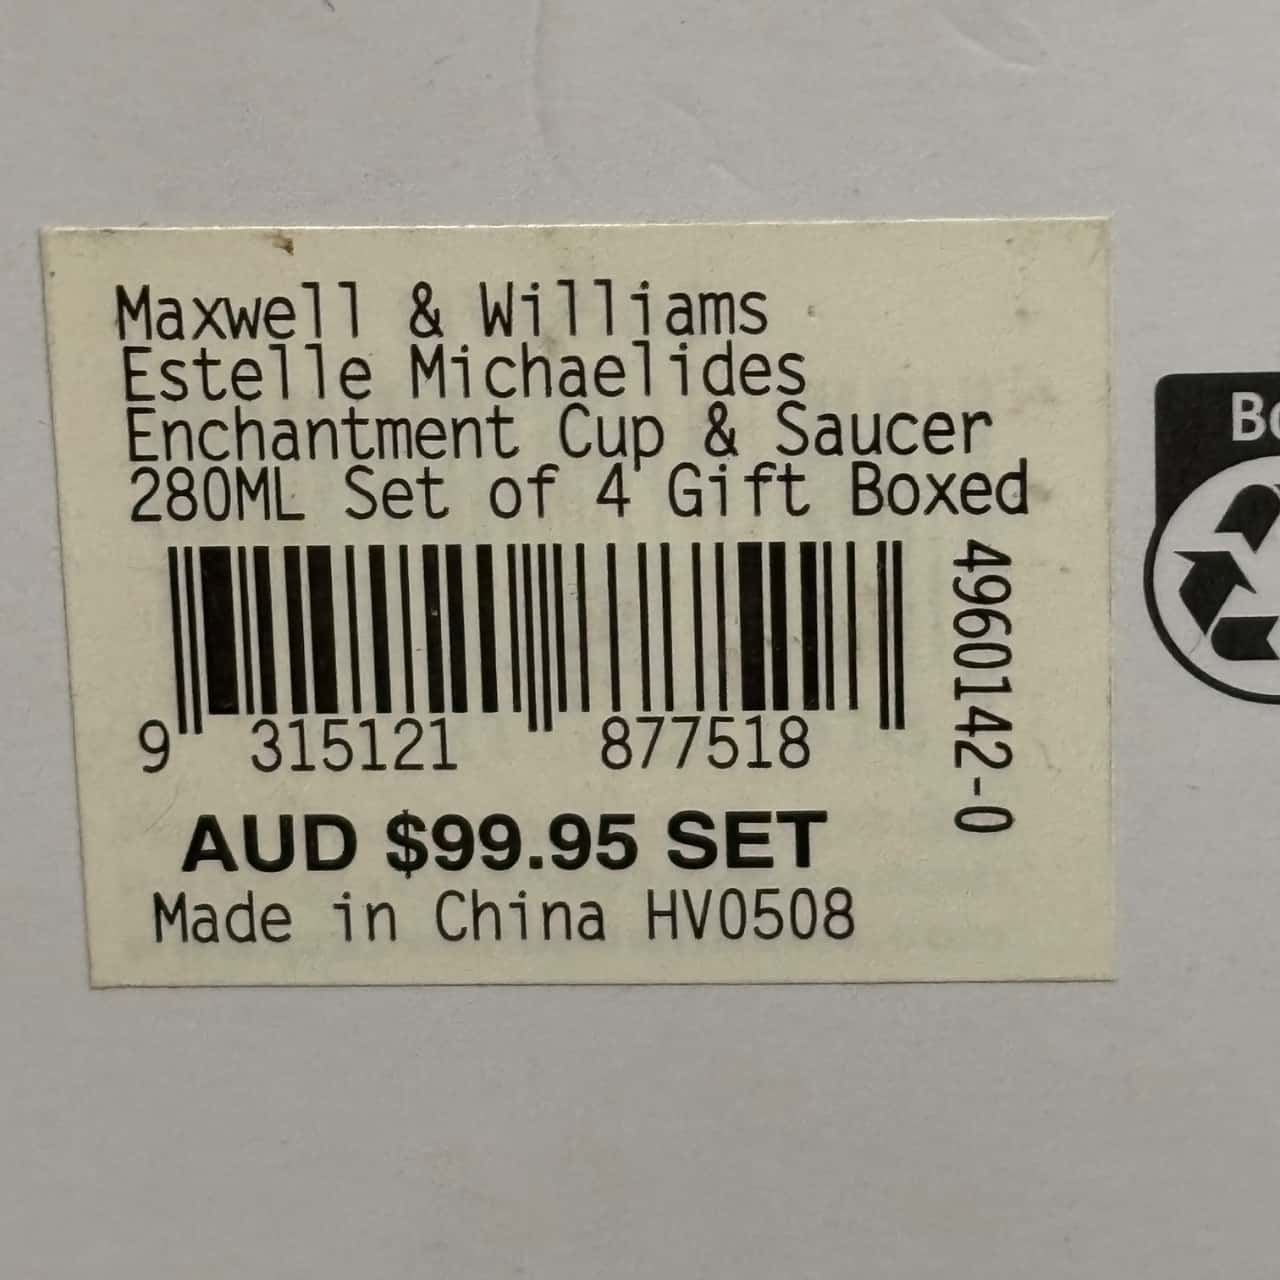 Maxwell & Williams
Estelle Michaelides
Enchantment Cup & Saucer
280ML Set of 4 Gift Boxed
4960142-0
9 315121 877518
AUD $99.95 SET
Made in China HV0508